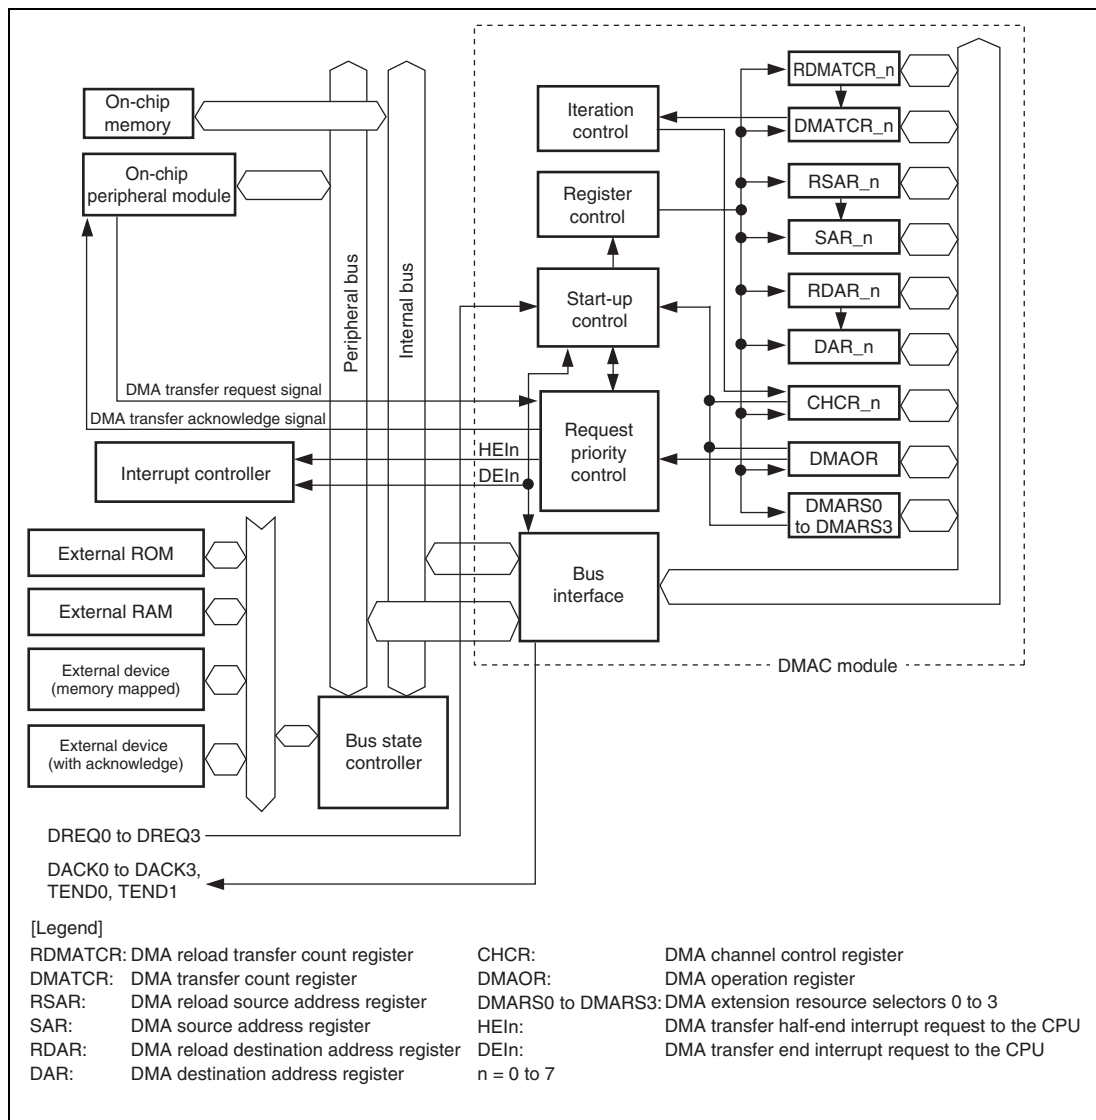 On-chip
memory
On-chip
peripheral module
Peripheral bus
Internal bus
Iteration
control
Register
control
Start-up
control
Request
priority
control
Bus
interface
RDMATCR_n
DMATCR_n
RSAR_n
SAR_n
RDAR_n
DAR_n
CHCR_n
DMAOR
DMARS0
to DMARS3
DMA transfer request signal
DMA transfer acknowledge signal
HEIn
DEIn
Interrupt controller
External ROM
External RAM
External device
(memory mapped)
External device
(with acknowledge)
Bus state
controller
DMAC module
DREQ0 to DREQ3
DACK0 to DACK3,
TEND0, TEND1
[Legend]
RDMATCR: DMA reload transfer count register
DMATCR: DMA transfer count register
RSAR: DMA reload source address register
SAR: DMA source address register
RDAR: DMA reload destination address register
DAR: DMA destination address register
CHCR: DMA channel control register
DMAOR: DMA operation register
DMARS0 to DMARS3: DMA extension resource selectors 0 to 3
HEIn: DMA transfer half-end interrupt request to the CPU
DEIn: DMA transfer end interrupt request to the CPU
n = 0 to 7